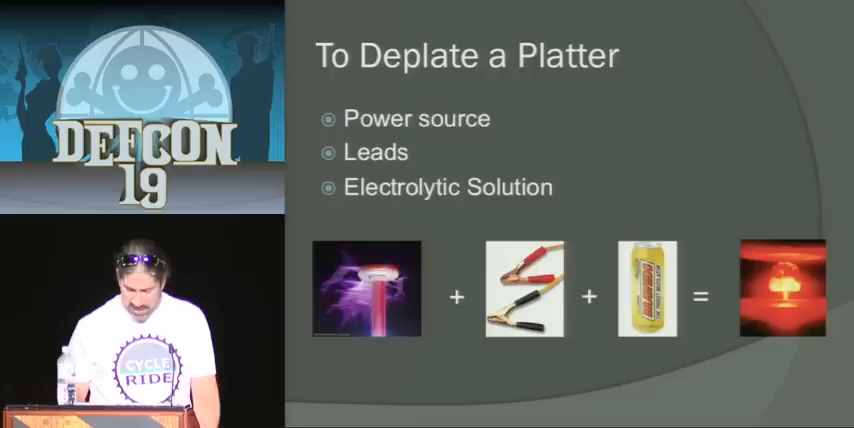 DEFCON
19
CYCLE
RIDE
To Deplate a Platter
Power source
Leads
Electrolytic Solution
+
+
=